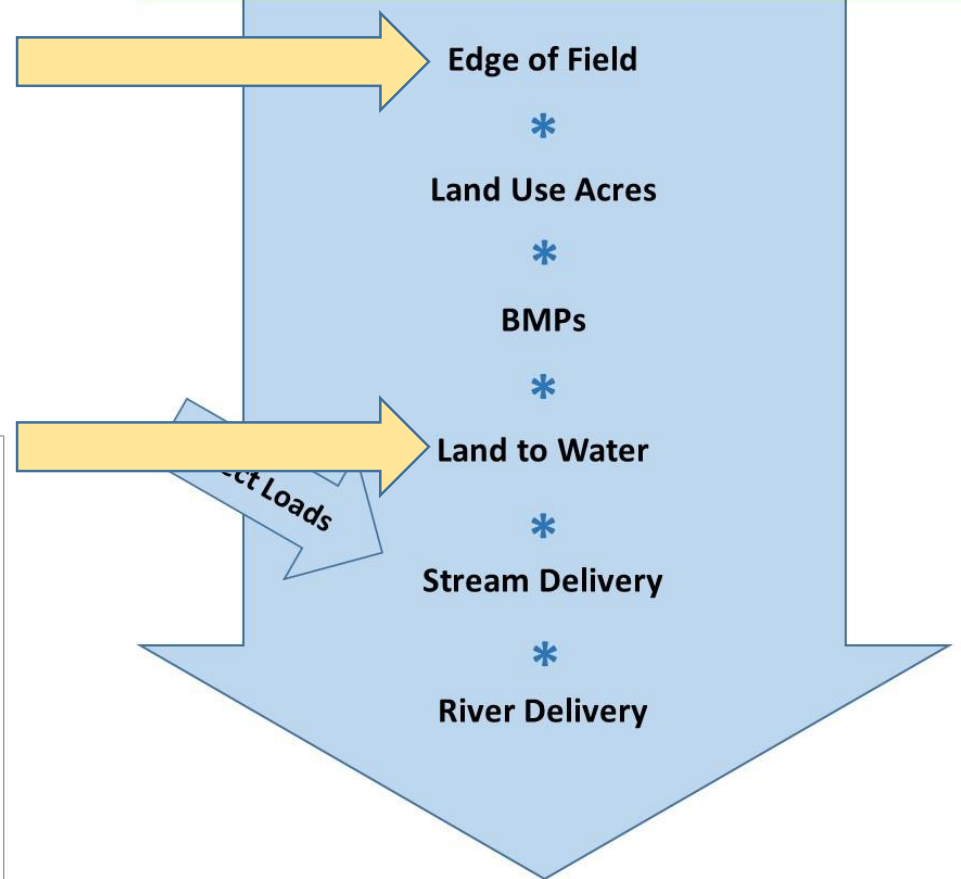 Edge of Field
*
Land Use Acres
*
BMPs
*
Land to Water
Loads
*
Stream Delivery
*
River Delivery